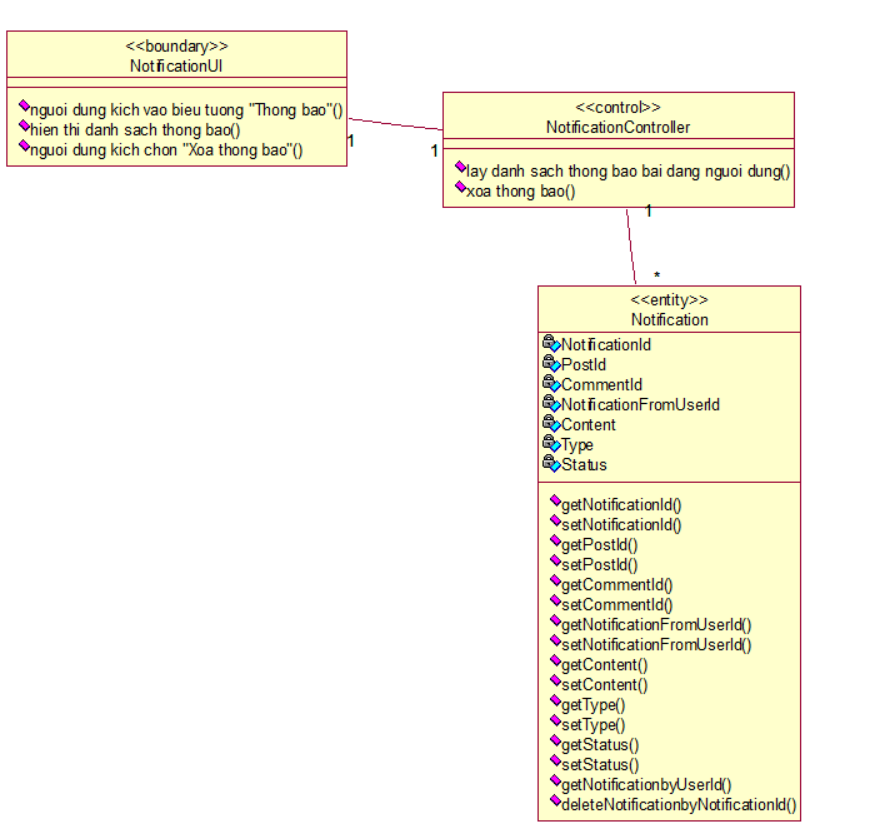 <<boundary>>
NotificationUI
nguoi dung kich vao bieu tuong "Thong bao"()
hien thi danh sach thong bao()
nguoi dung kich chon "Xoa thong bao"()
1
1
<<control>>
NotificationController
lay danh sach thong bao bai dang nguoi dung()
xoa thong bao()
1
*
<<entity>>
Notification
NotificationId
PostId
CommentId
NotificationFromUserId
Content
Type
Status
getNotificationId()
setNotificationId()
getPostId()
setPostId()
getCommentId()
setCommentId()
getNotificationFromUserId()
setNotificationFromUserId()
getContent()
setContent()
getType()
setType()
getStatus()
setStatus()
getNotificationbyUserId()
deleteNotificationbyNotificationId()